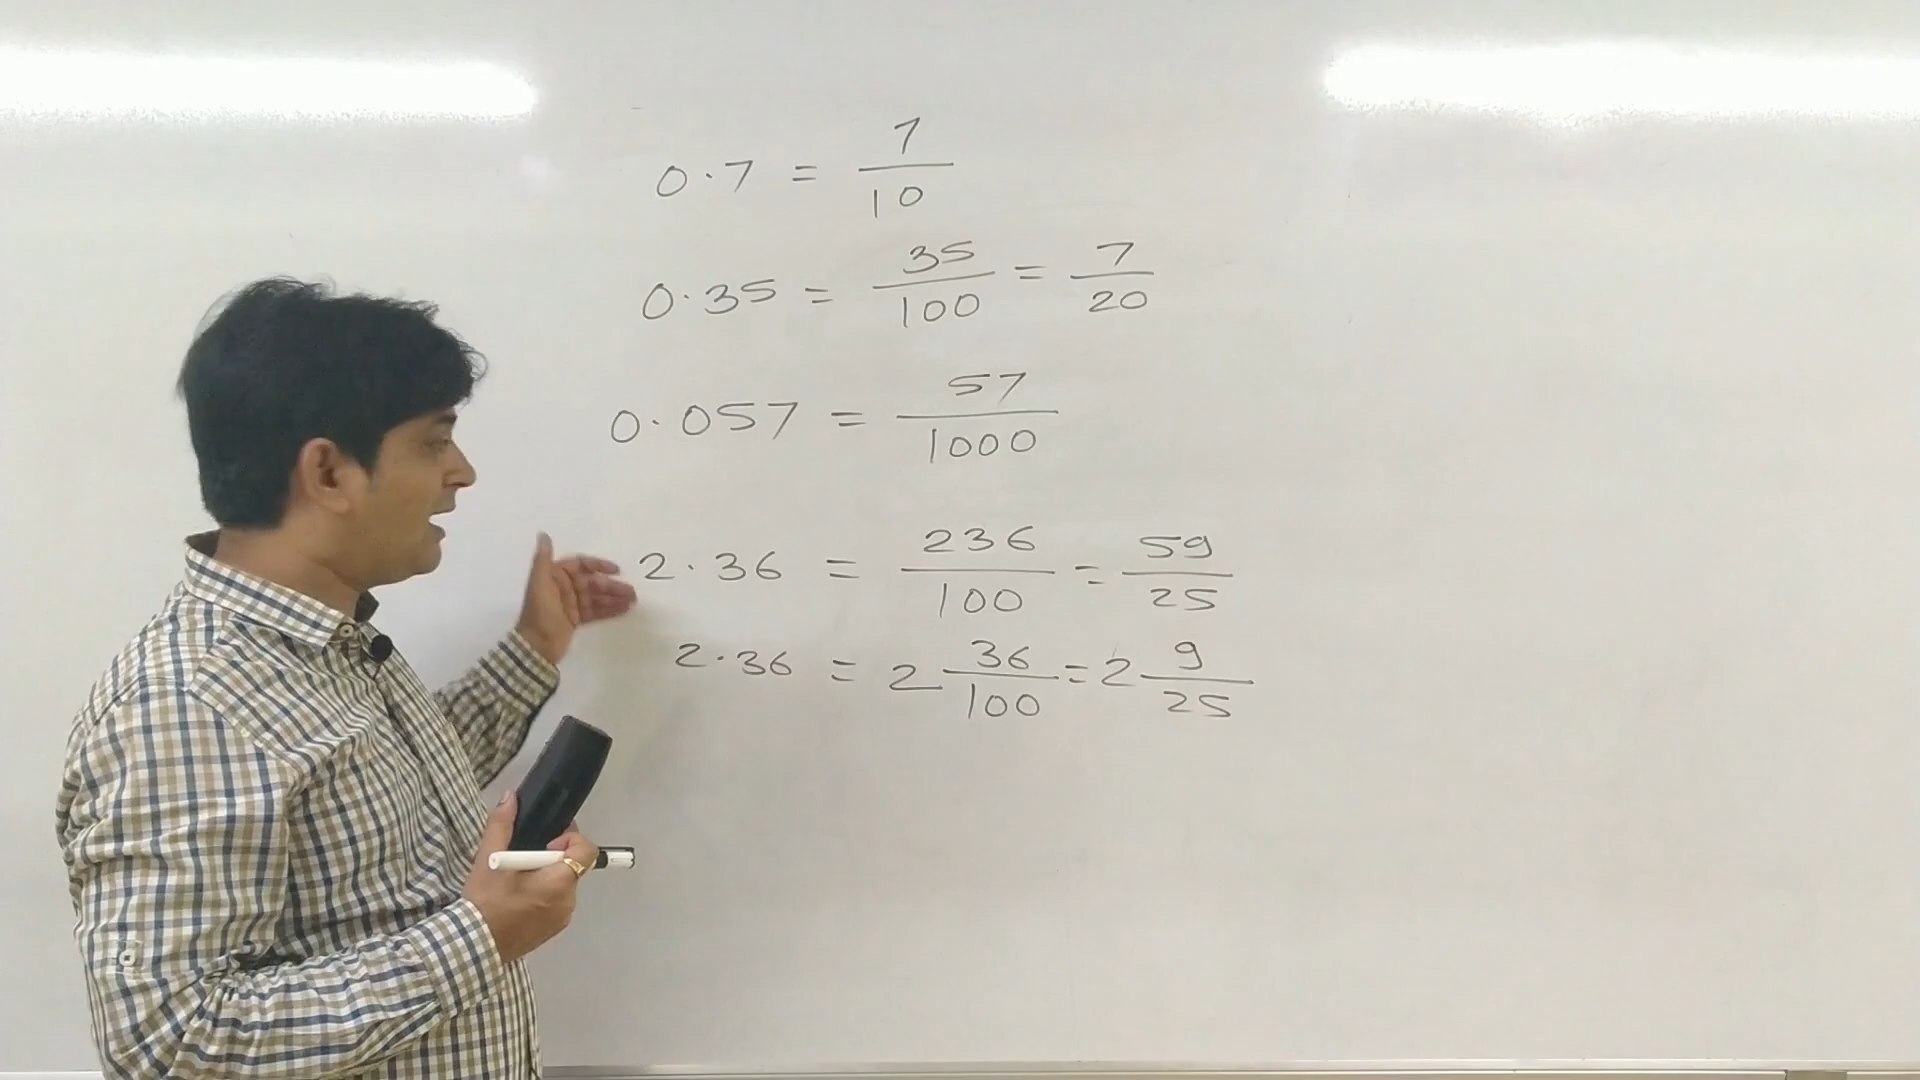 0.7 = 7/10
0.35 = 35/100 = 7/20
0.057 = 57/1000
2.36 = 236/100 = 59/25
2.36 = 2 36/100 = 2 9/25